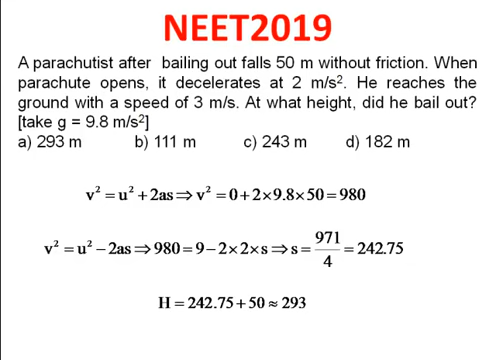 NEET2019
A parachutist after bailing out falls 50 m without friction. When
parachute opens, it decelerates at 2 m/s². He reaches the
ground with a speed of 3 m/s. At what height, did he bail out?
[take g = 9.8 m/s²]
a) 293 m b) 111 m c) 243 m d) 182 m
v² = u² + 2as ⇒ v² = 0 + 2 × 9.8 × 50 = 980
v² = u² − 2as ⇒ 980 = 9 − 2 × 2 × s ⇒ s = 971/4 = 242.75
H = 242.75 + 50 ≈ 293